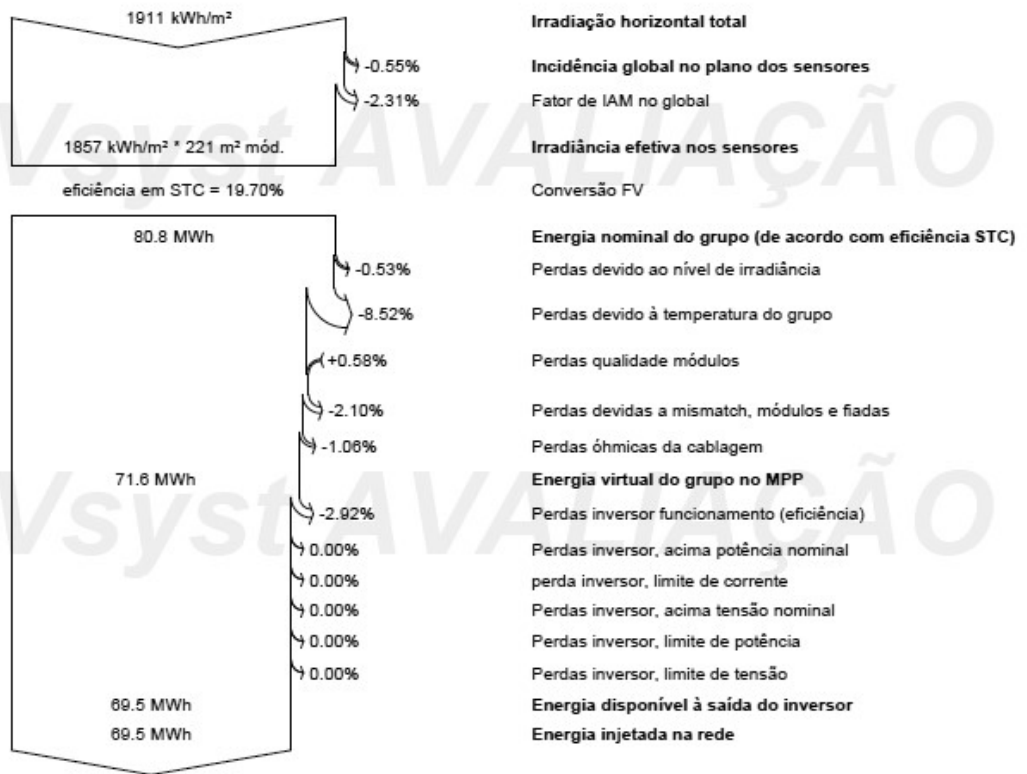 1911 kWh/m² Irradiação horizontal total
-0.55% Incidência global no plano dos sensores
-2.31% Fator de IAM no global
1857 kWh/m² * 221 m² mód. Irradiância efetiva nos sensores
eficiência em STC = 19.70% Conversão FV
80.8 MWh Energia nominal do grupo (de acordo com eficiência STC)
-0.53% Perdas devido ao nível de irradiância
-8.52% Perdas devido à temperatura do grupo
+0.58% Perdas qualidade módulos
-2.10% Perdas devidas a mismatch, módulos e fiadas
-1.06% Perdas óhmicas da cablagem
71.6 MWh Energia virtual do grupo no MPP
-2.92% Perdas inversor funcionamento (eficiência)
0.00% Perdas inversor, acima potência nominal
0.00% perda inversor, limite de corrente
0.00% Perdas inversor, acima tensão nominal
0.00% Perdas inversor, limite de potência
0.00% Perdas inversor, limite de tensão
69.5 MWh Energia disponível à saída do inversor
69.5 MWh Energia injetada na rede
Vsyst AVALIAÇÃO
Vsyst AVALIAÇÃO